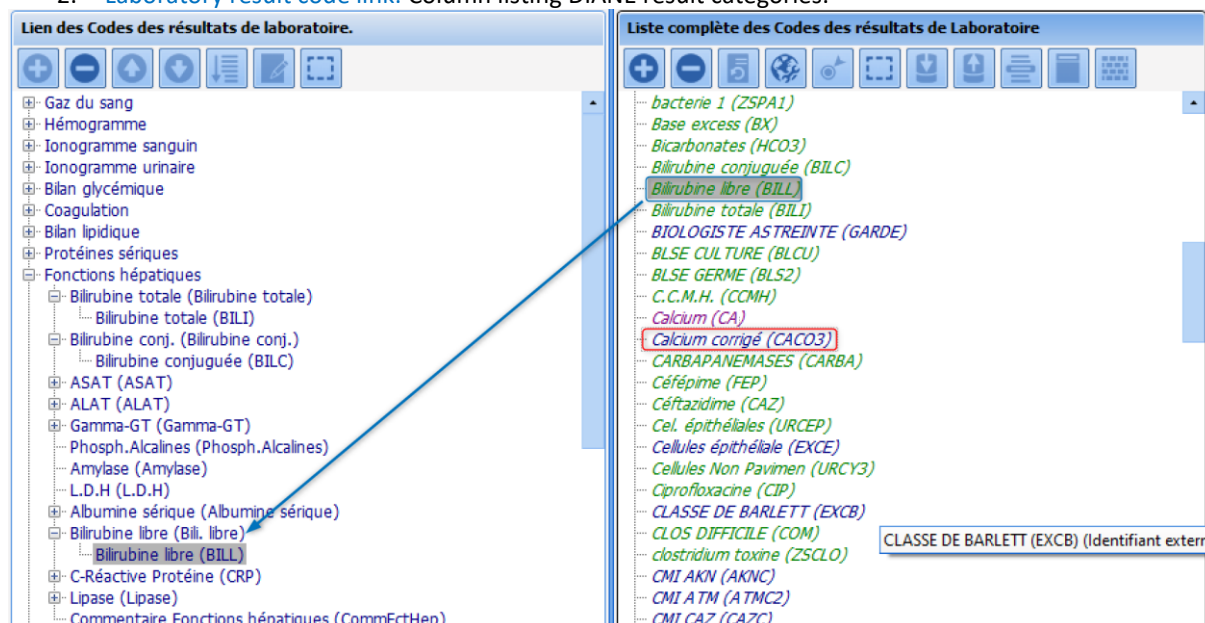 2. Laboratory result code link: Column listing DIANE result categories.
Lien des Codes des résultats de laboratoire.
Gaz du sang
Hémogramme
Ionogramme sanguin
Ionogramme urinaire
Bilan glycémique
Coagulation
Bilan lipidique
Protéines sériques
Fonctions hépatiques
Bilirubine totale (Bilirubine totale)
Bilirubine totale (BILI)
Bilirubine conj. (Bilirubine conj.)
Bilirubine conjuguée (BILC)
ASAT (ASAT)
ALAT (ALAT)
Gamma-GT (Gamma-GT)
Phosph.Alcalines (Phosph.Alcalines)
Amylase (Amylase)
L.D.H (L.D.H)
Albumine sérique (Albumine sérique)
Bilirubine libre (Bili. libre)
Bilirubine libre (BILL)
C-Réactive Protéine (CRP)
Lipase (Lipase)
Commentaire Fonctions hépatiques (CommFctHep)
Liste complète des Codes des résultats de Laboratoire
bacterie 1 (ZSPA1)
Base excess (BX)
Bicarbonates (HCO3)
Bilirubine conjuguée (BILC)
Bilirubine libre (BILL)
Bilirubine totale (BILI)
BIOLOGISTE ASTREINTE (GARDE)
BLSE CULTURE (BLCU)
BLSE GERME (BLS2)
C.C.M.H. (CCMH)
Calcium (CA)
Calcium corrigé (CACO3)
CARBAPANEMASES (CARBA)
Céfépime (FEP)
Céftazidime (CAZ)
Cel. épithéliales (URCEP)
Cellules épithéliale (EXCE)
Cellules Non Pavimen (URCY3)
Ciprofloxacine (CIP)
CLASSE DE BARLETT (EXCB)
CLOS DIFFICILE (COM)
CLASSE DE BARLETT (EXCB) (Identifiant extern
clostridium toxine (ZSCLO)
CMI AKN (AKNC)
CMI ATM (ATMC2)
CMI CAZ (CAZC)